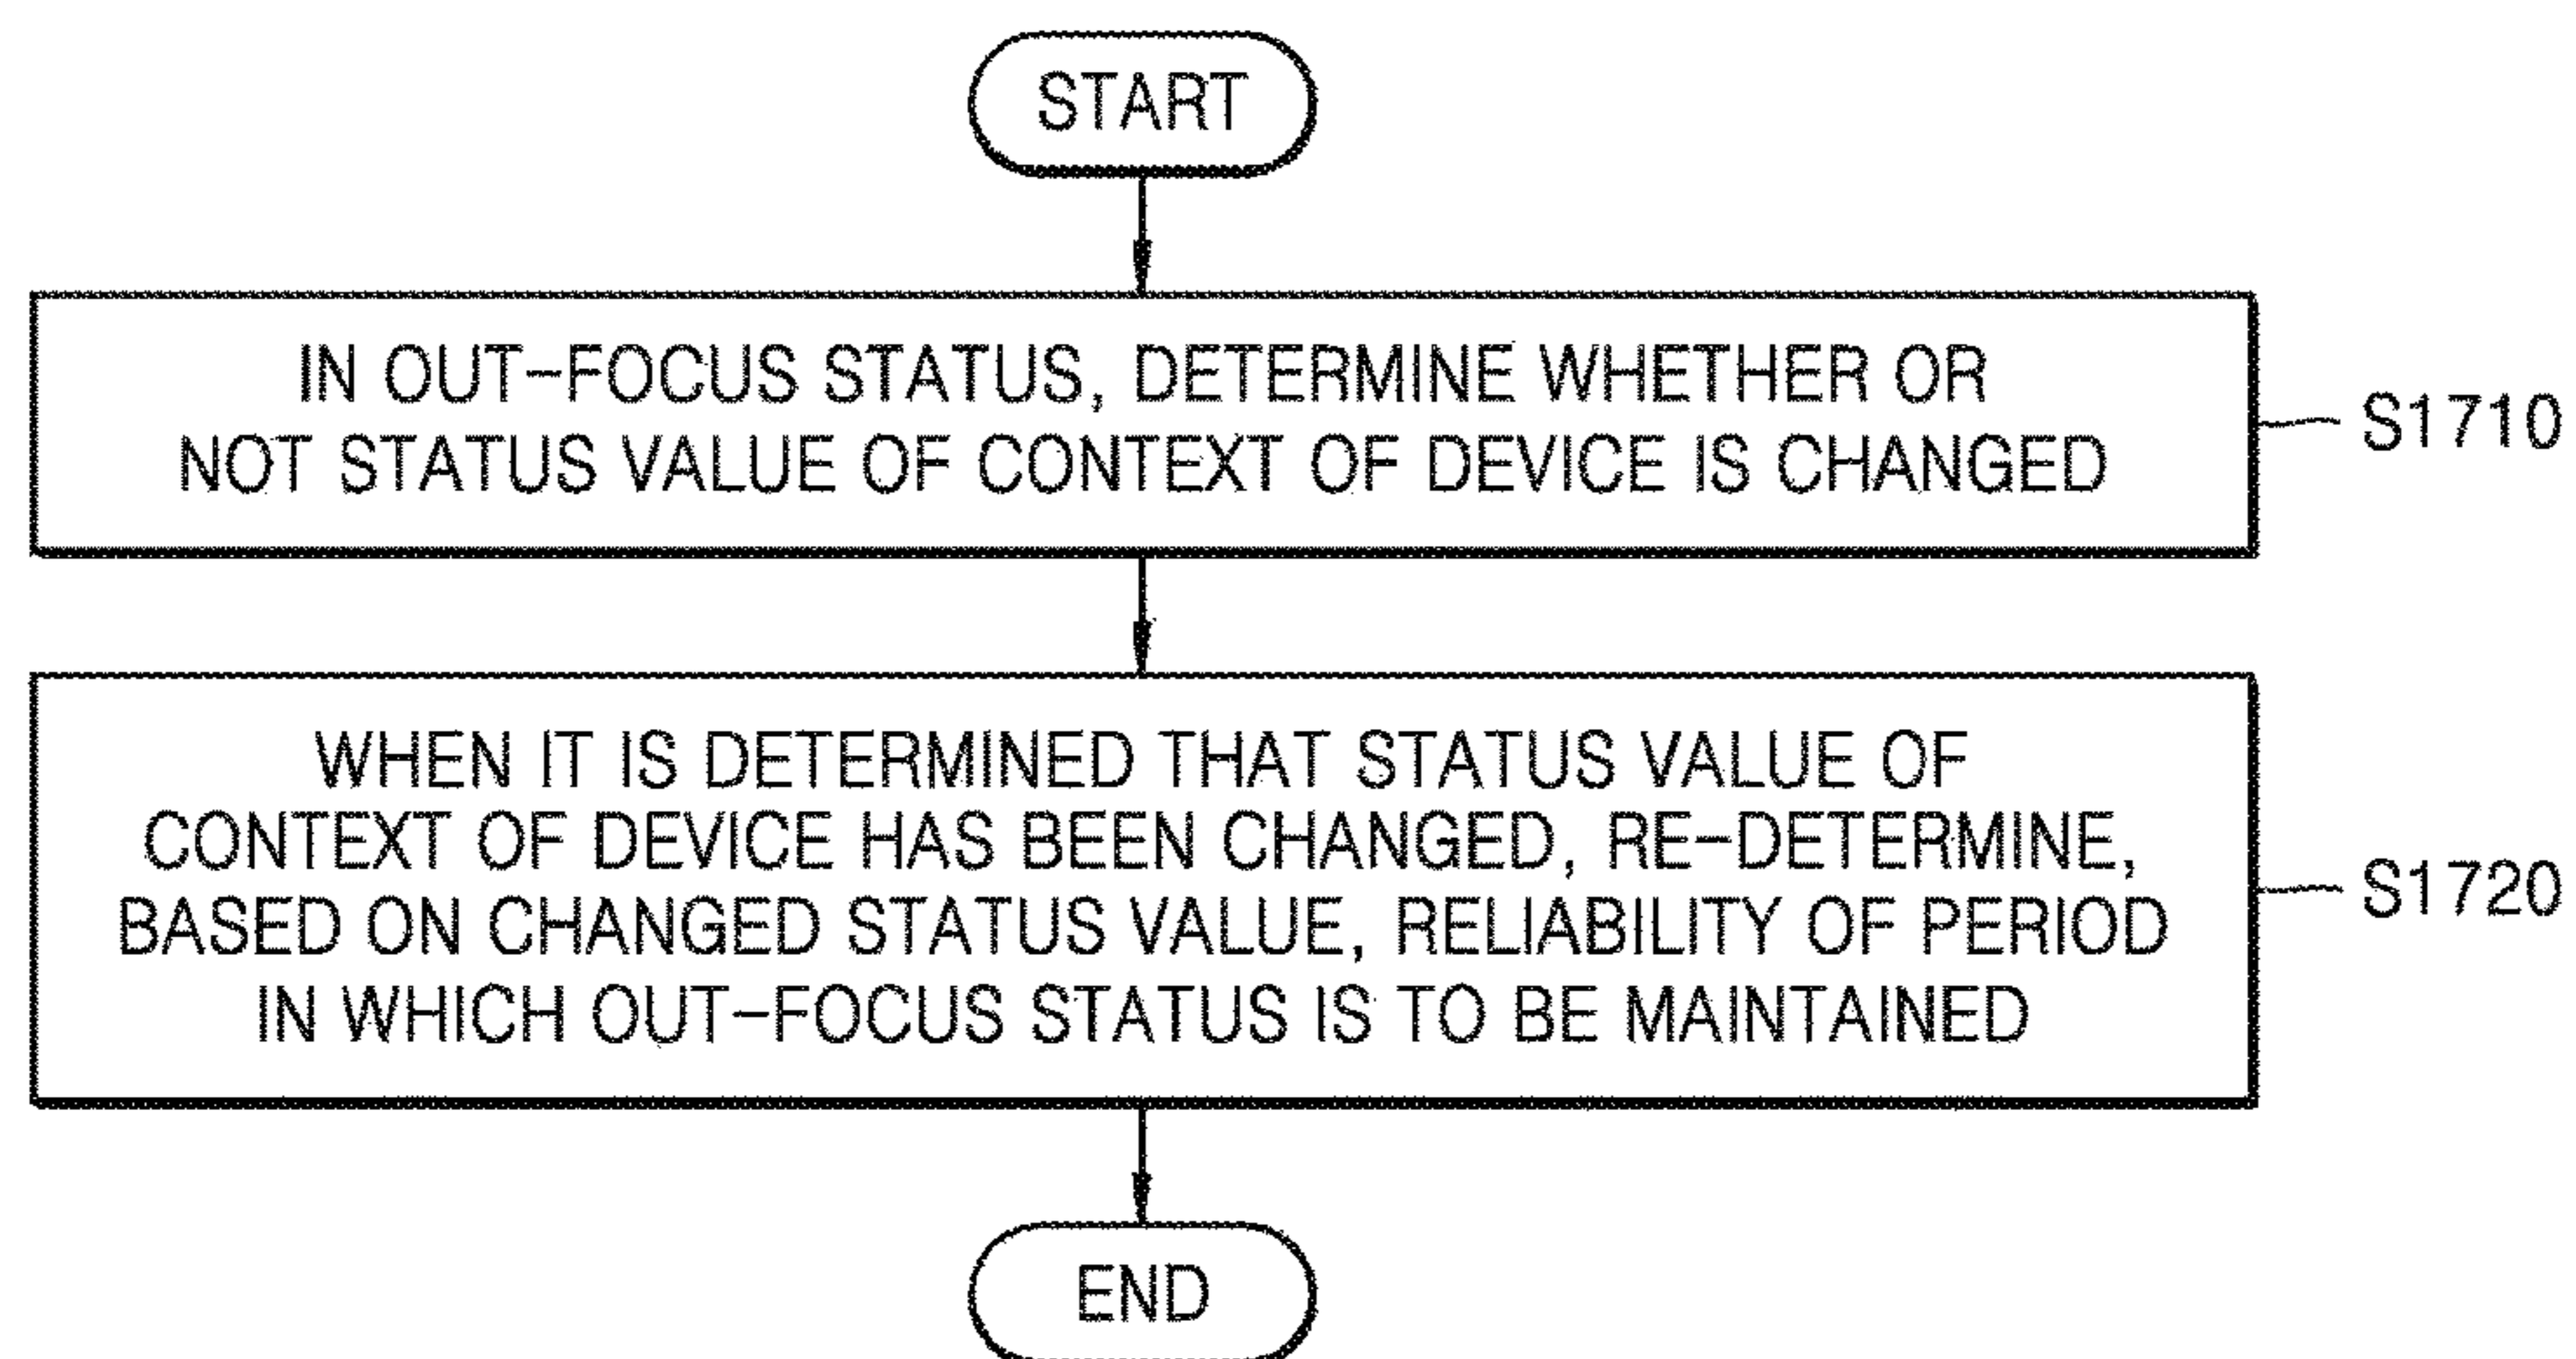 START
IN OUT-FOCUS STATUS, DETERMINE WHETHER OR
NOT STATUS VALUE OF CONTEXT OF DEVICE IS CHANGED
S1710
WHEN IT IS DETERMINED THAT STATUS VALUE OF
CONTEXT OF DEVICE HAS BEEN CHANGED, RE-DETERMINE,
BASED ON CHANGED STATUS VALUE, RELIABILITY OF PERIOD
IN WHICH OUT-FOCUS STATUS IS TO BE MAINTAINED
S1720
END